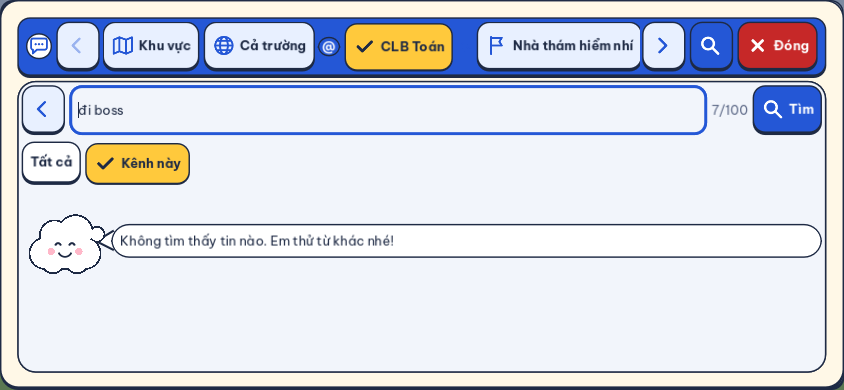 Khu vực Cả trường @ CLB Toán Nhà thám hiểm nhí Đóng
đi boss 7/100 Tìm
Tất cả Kênh này
Không tìm thấy tin nào. Em thử từ khác nhé!